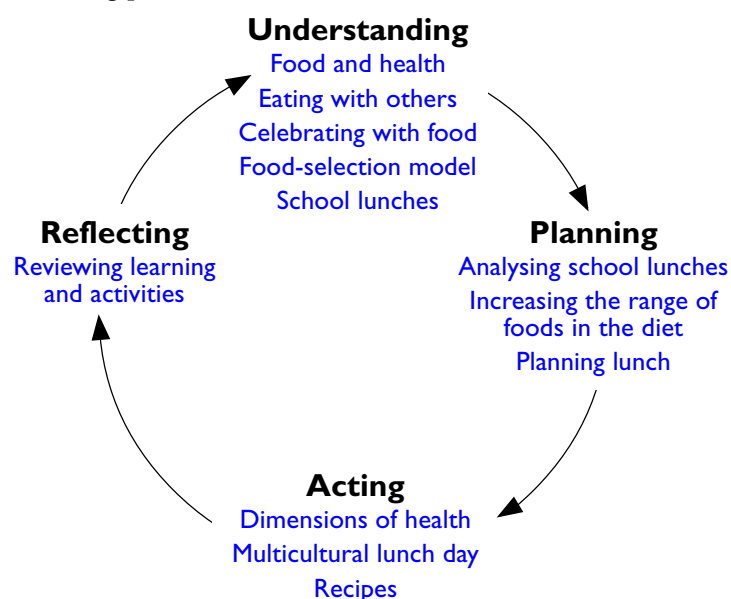 Understanding
Food and health
Eating with others
Celebrating with food
Food-selection model
School lunches
Planning
Analysing school lunches
Increasing the range of
foods in the diet
Planning lunch
Acting
Dimensions of health
Multicultural lunch day
Recipes
Reflecting
Reviewing learning
and activities